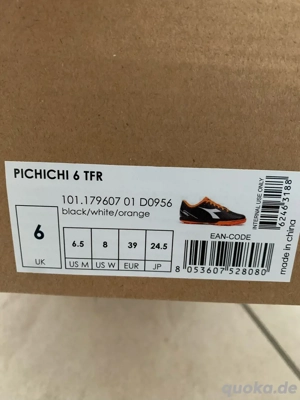 PICHICHI 6 TFR
101.179607 01 D0956
black/white/orange
6
UK
6.5
US M
8
US W
39
EUR
24.5
JP
EAN-CODE
8 053607 528080
INTERNAL USE ONLY
62463188
made in china
quoka.de